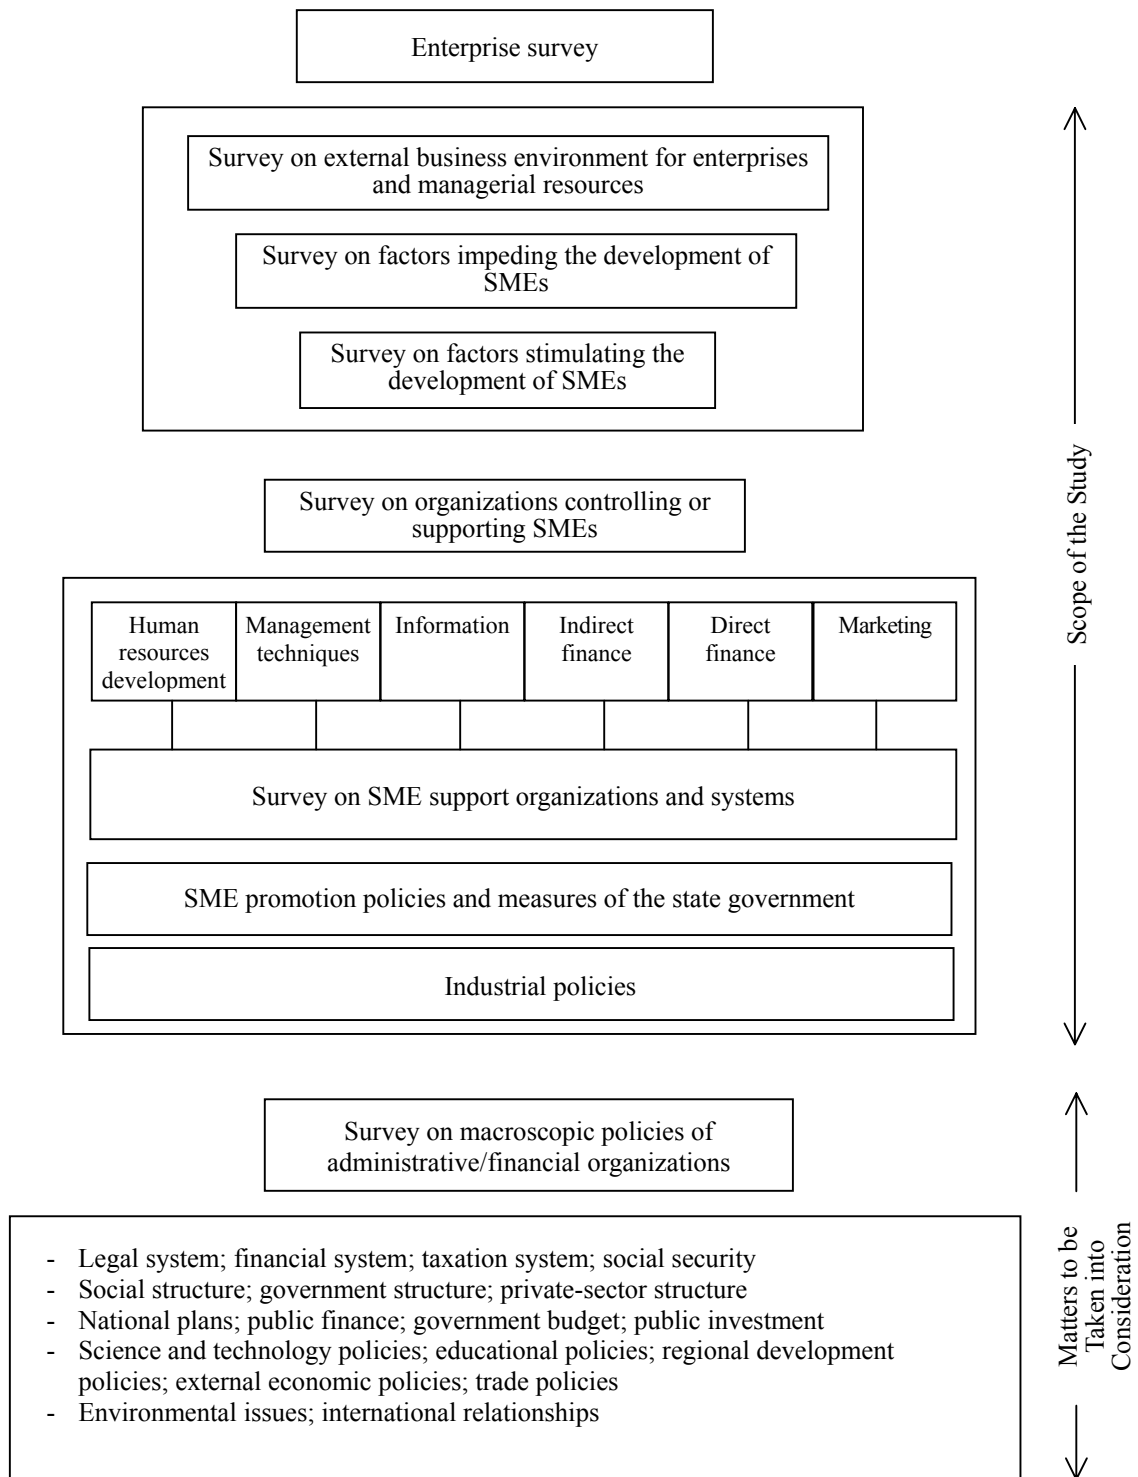 Enterprise survey
Survey on external business environment for enterprises
and managerial resources
Survey on factors impeding the development of
SMEs
Survey on factors stimulating the
development of SMEs
Survey on organizations controlling or
supporting SMEs
Human
resources
development
Management
techniques
Information
Indirect
finance
Direct
finance
Marketing
Survey on SME support organizations and systems
SME promotion policies and measures of the state government
Industrial policies
Scope of the Study
Survey on macroscopic policies of
administrative/financial organizations
- Legal system; financial system; taxation system; social security
- Social structure; government structure; private-sector structure
- National plans; public finance; government budget; public investment
- Science and technology policies; educational policies; regional development
policies; external economic policies; trade policies
- Environmental issues; international relationships
Matters to be
Taken into
Consideration